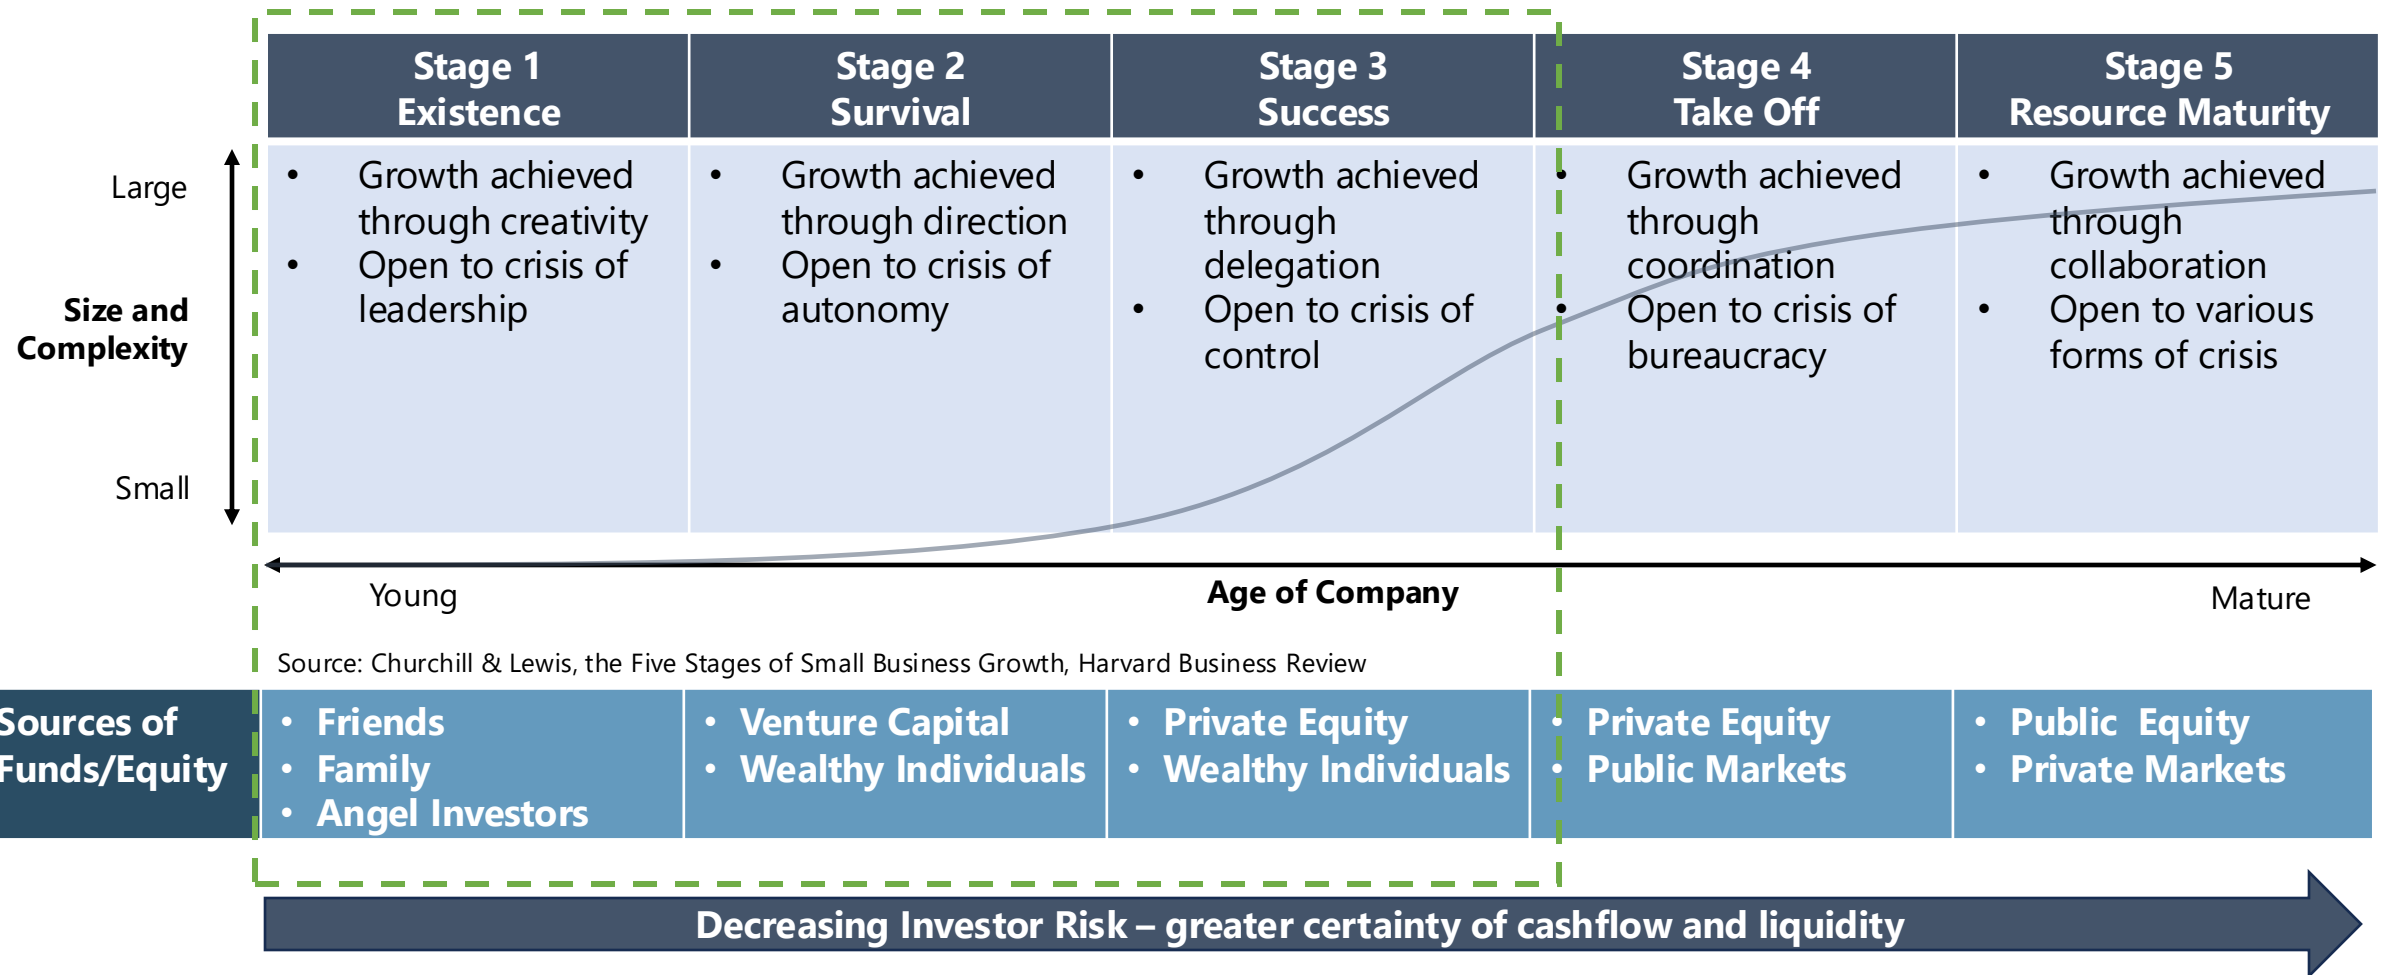 Stage 1
Existence
Stage 2
Survival
Stage 3
Success
Stage 4
Take Off
Stage 5
Resource Maturity
Large
Size and
Complexity
Small
• Growth achieved
through creativity
• Open to crisis of
leadership
• Growth achieved
through direction
• Open to crisis of
autonomy
• Growth achieved
through
delegation
• Open to crisis of
control
• Growth achieved
through
coordination
• Open to crisis of
bureaucracy
• Growth achieved
through
collaboration
• Open to various
forms of crisis
Young
Age of Company
Mature
Source: Churchill & Lewis, the Five Stages of Small Business Growth, Harvard Business Review
Sources of
Funds/Equity
• Friends
• Family
• Angel Investors
• Venture Capital
• Wealthy Individuals
• Private Equity
• Wealthy Individuals
• Private Equity
• Public Markets
• Public Equity
• Private Markets
Decreasing Investor Risk – greater certainty of cashflow and liquidity